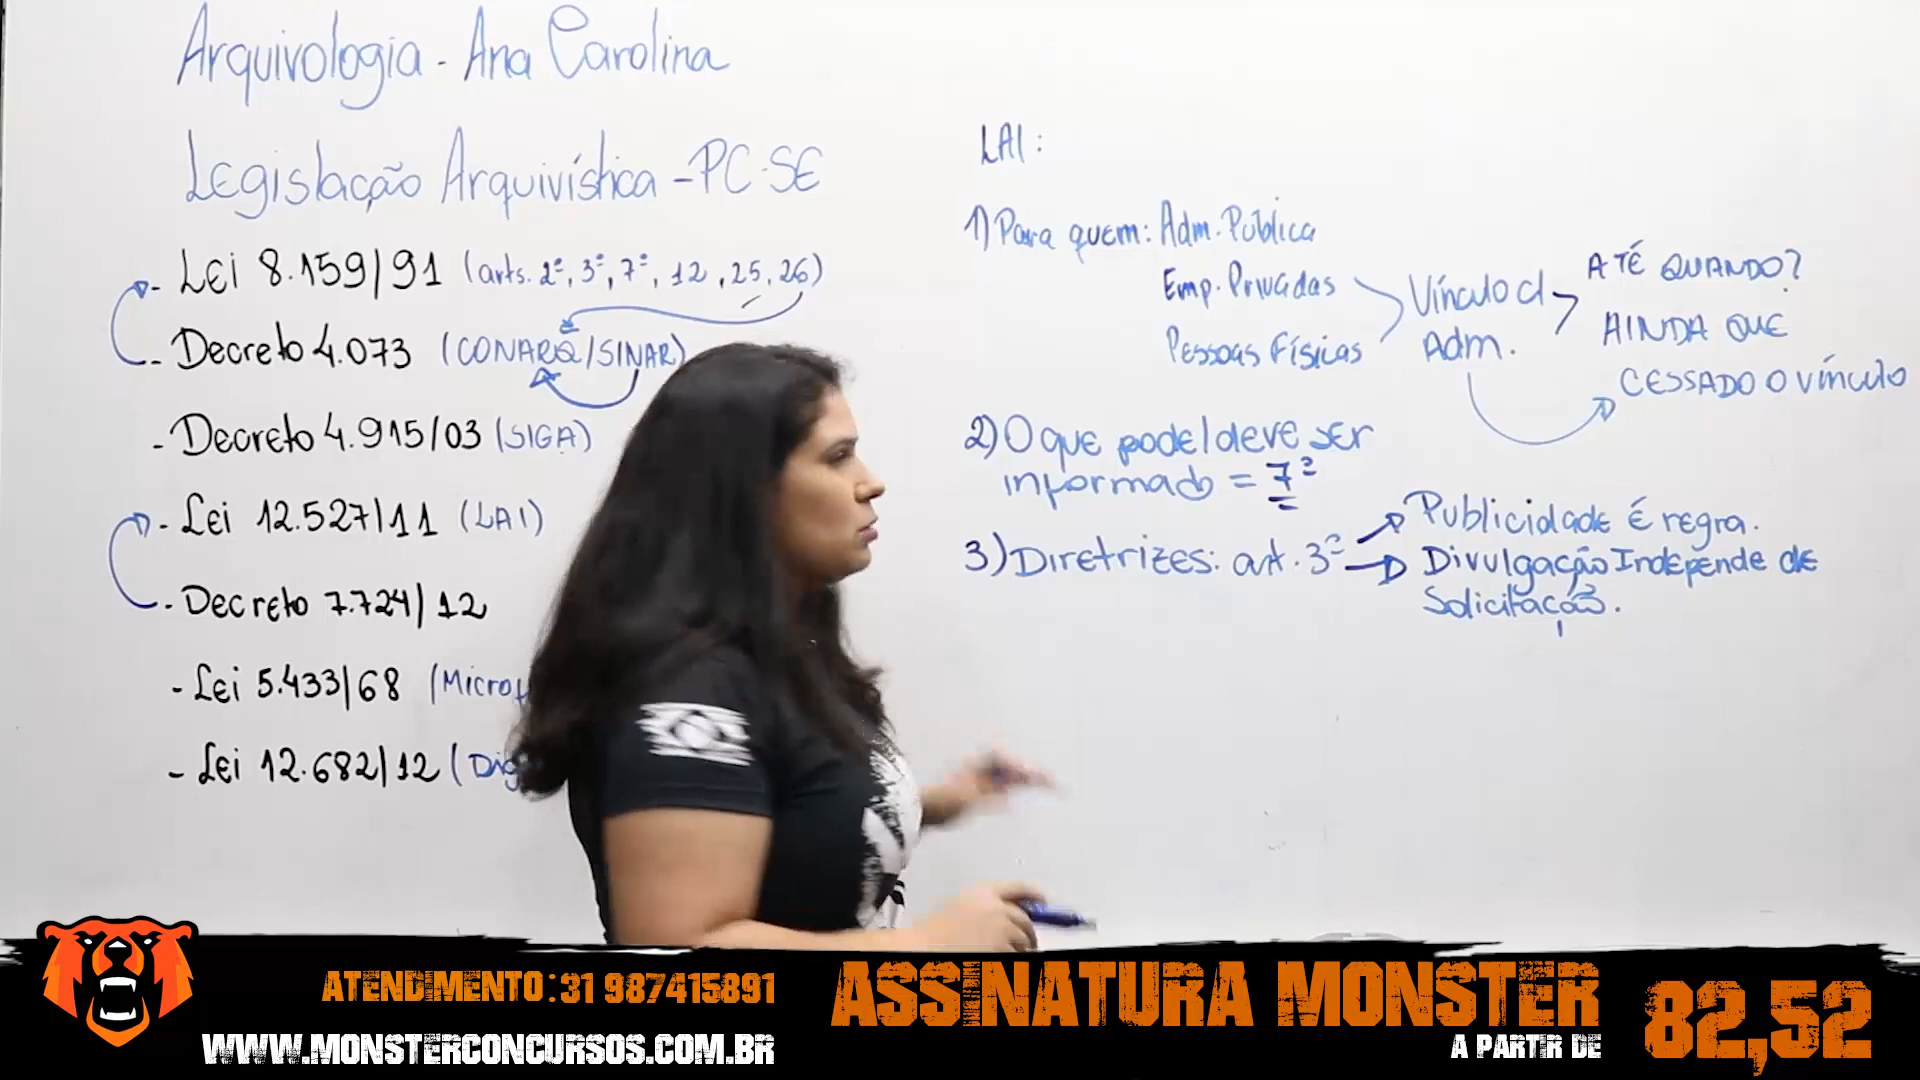 Arquivologia - Ana Carolina
Legislação Arquivística - PC-SE
- Lei 8.159/91 (arts. 2º, 3º, 7º, 12, 25, 26)
- Decreto 4.073 (CONARQ/SINAR)
- Decreto 4.915/03 (SIGA)
- Lei 12.527/11 (LAI)
- Decreto 7.724/12
- Lei 5.433/68 (Microf
- Lei 12.682/12 (Dig
LAI:
1) Para quem: Adm. Pública
Emp. Privadas
Pessoas Físicas
Vínculo c/
Adm.
ATÉ QUANDO?
AINDA QUE
CESSADO O VÍNCULO
2) O que pode/deve ser
informado = 7º
3) Diretrizes: art. 3º
Publicidade é regra.
Divulgação Independe de
Solicitação.
ATENDIMENTO: 31 987415891
WWW.MONSTERCONCURSOS.COM.BR
ASSINATURA MONSTER
A PARTIR DE
82,52